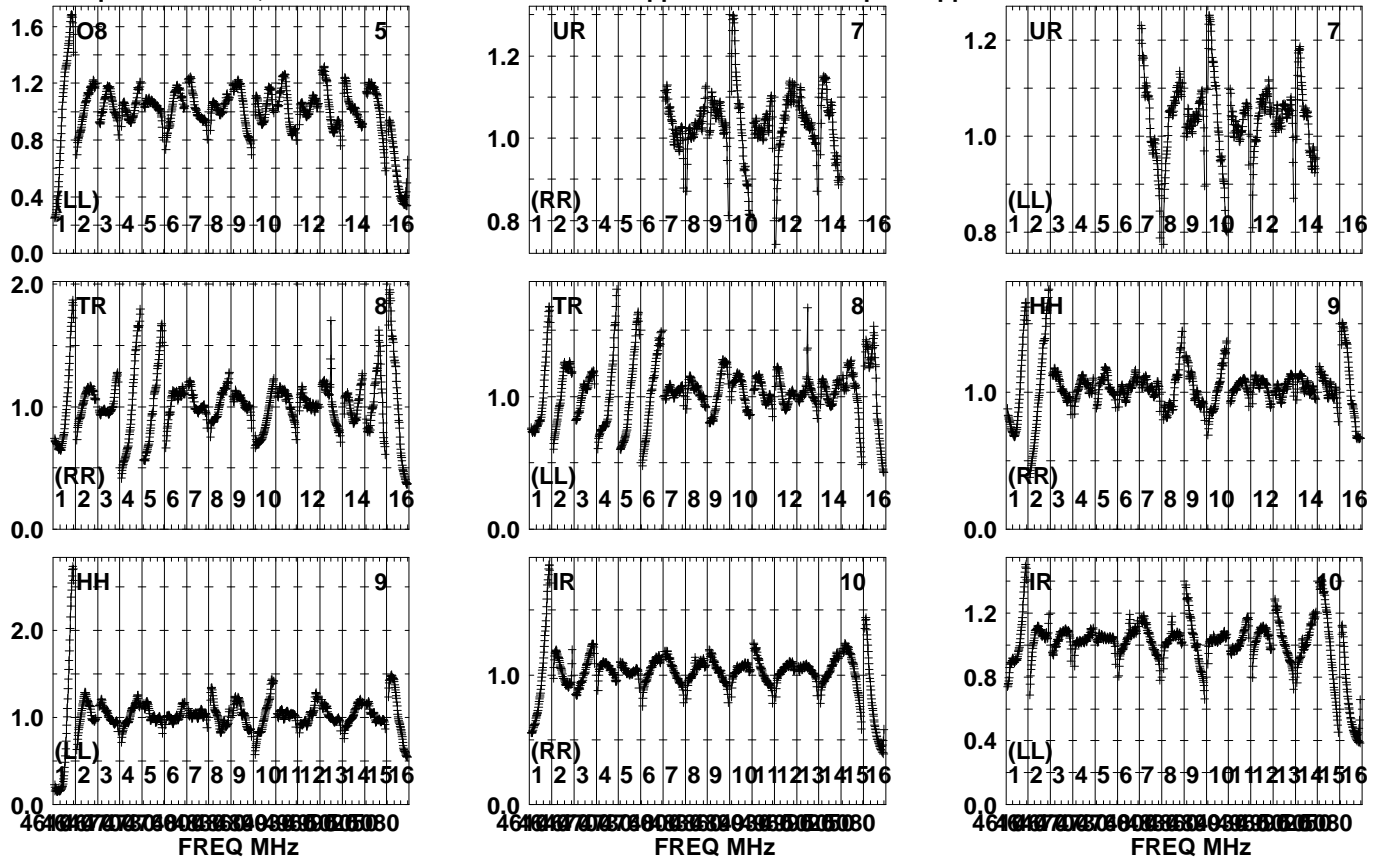 O8 5
1.6
1.2
0.8
0.4
0.0
(LL)
1 2 3 4 5 6 7 8 9 10 12 14 16
UR 7
1.2
1.0
0.8
(RR)
1 2 3 4 5 6 7 8 9 10 12 14 16
UR 7
1.2
1.0
0.8
(LL)
1 2 3 4 5 6 7 8 9 10 12 14 16
TR 8
2.0
1.0
0.0
(RR)
1 2 3 4 5 6 7 8 9 10 12 14 16
TR 8
1.0
0.0
(LL)
1 2 3 4 5 6 7 8 9 10 12 14 16
HH 9
1.0
0.0
(RR)
1 2 3 4 5 6 7 8 9 10 12 14 16
HH 9
2.0
1.0
0.0
(LL)
1 2 3 4 5 6 7 8 9 10 11 12 13 15 16
FREQ MHz
IR 10
1.0
0.0
(RR)
1 2 3 4 5 6 7 8 9 10 11 12 13 15 16
FREQ MHz
IR 10
1.2
0.8
0.4
0.0
(LL)
1 2 3 4 5 6 7 8 9 10 11 12 13 14 15 16
FREQ MHz